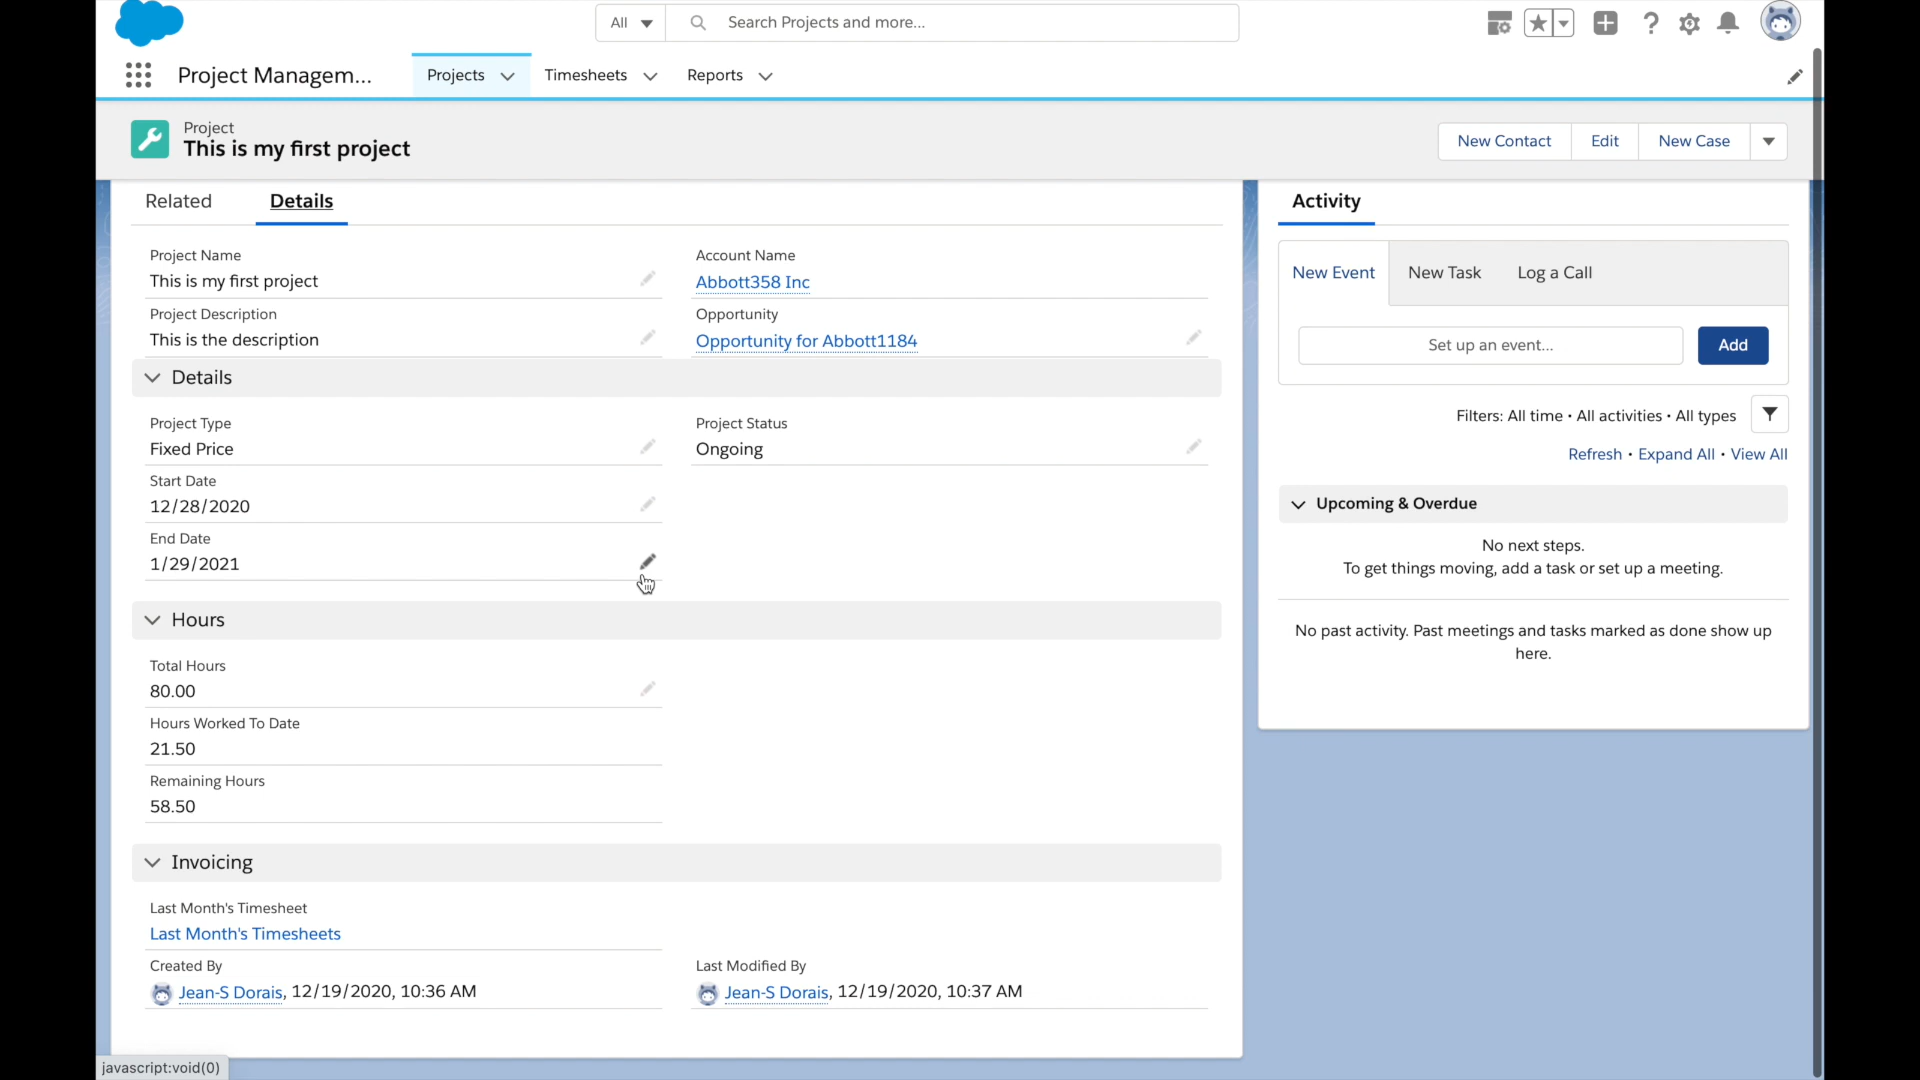 All
Search Projects and more...
Project Managem...
Projects
Timesheets
Reports
Project
This is my first project
New Contact
Edit
New Case
Related
Details
Project Name
This is my first project
Account Name
Abbott358 Inc
Project Description
This is the description
Opportunity
Opportunity for Abbott1184
Details
Project Type
Fixed Price
Project Status
Ongoing
Start Date
12/28/2020
End Date
1/29/2021
Hours
Total Hours
80.00
Hours Worked To Date
21.50
Remaining Hours
58.50
Invoicing
Last Month's Timesheet
Last Month's Timesheets
Created By
Jean-S Dorais, 12/19/2020, 10:36 AM
Last Modified By
Jean-S Dorais, 12/19/2020, 10:37 AM
Activity
New Event
New Task
Log a Call
Set up an event...
Add
Filters: All time • All activities • All types
Refresh • Expand All • View All
Upcoming & Overdue
No next steps.
To get things moving, add a task or set up a meeting.
No past activity. Past meetings and tasks marked as done show up
here.
javascript:void(0)